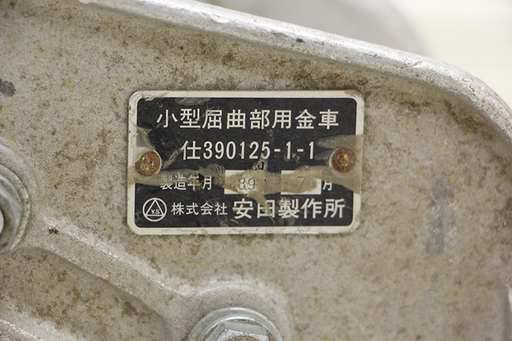 小型屈曲部用金車
仕390125-1-1
製造年月 89 月
YS 株式会社 安田製作所